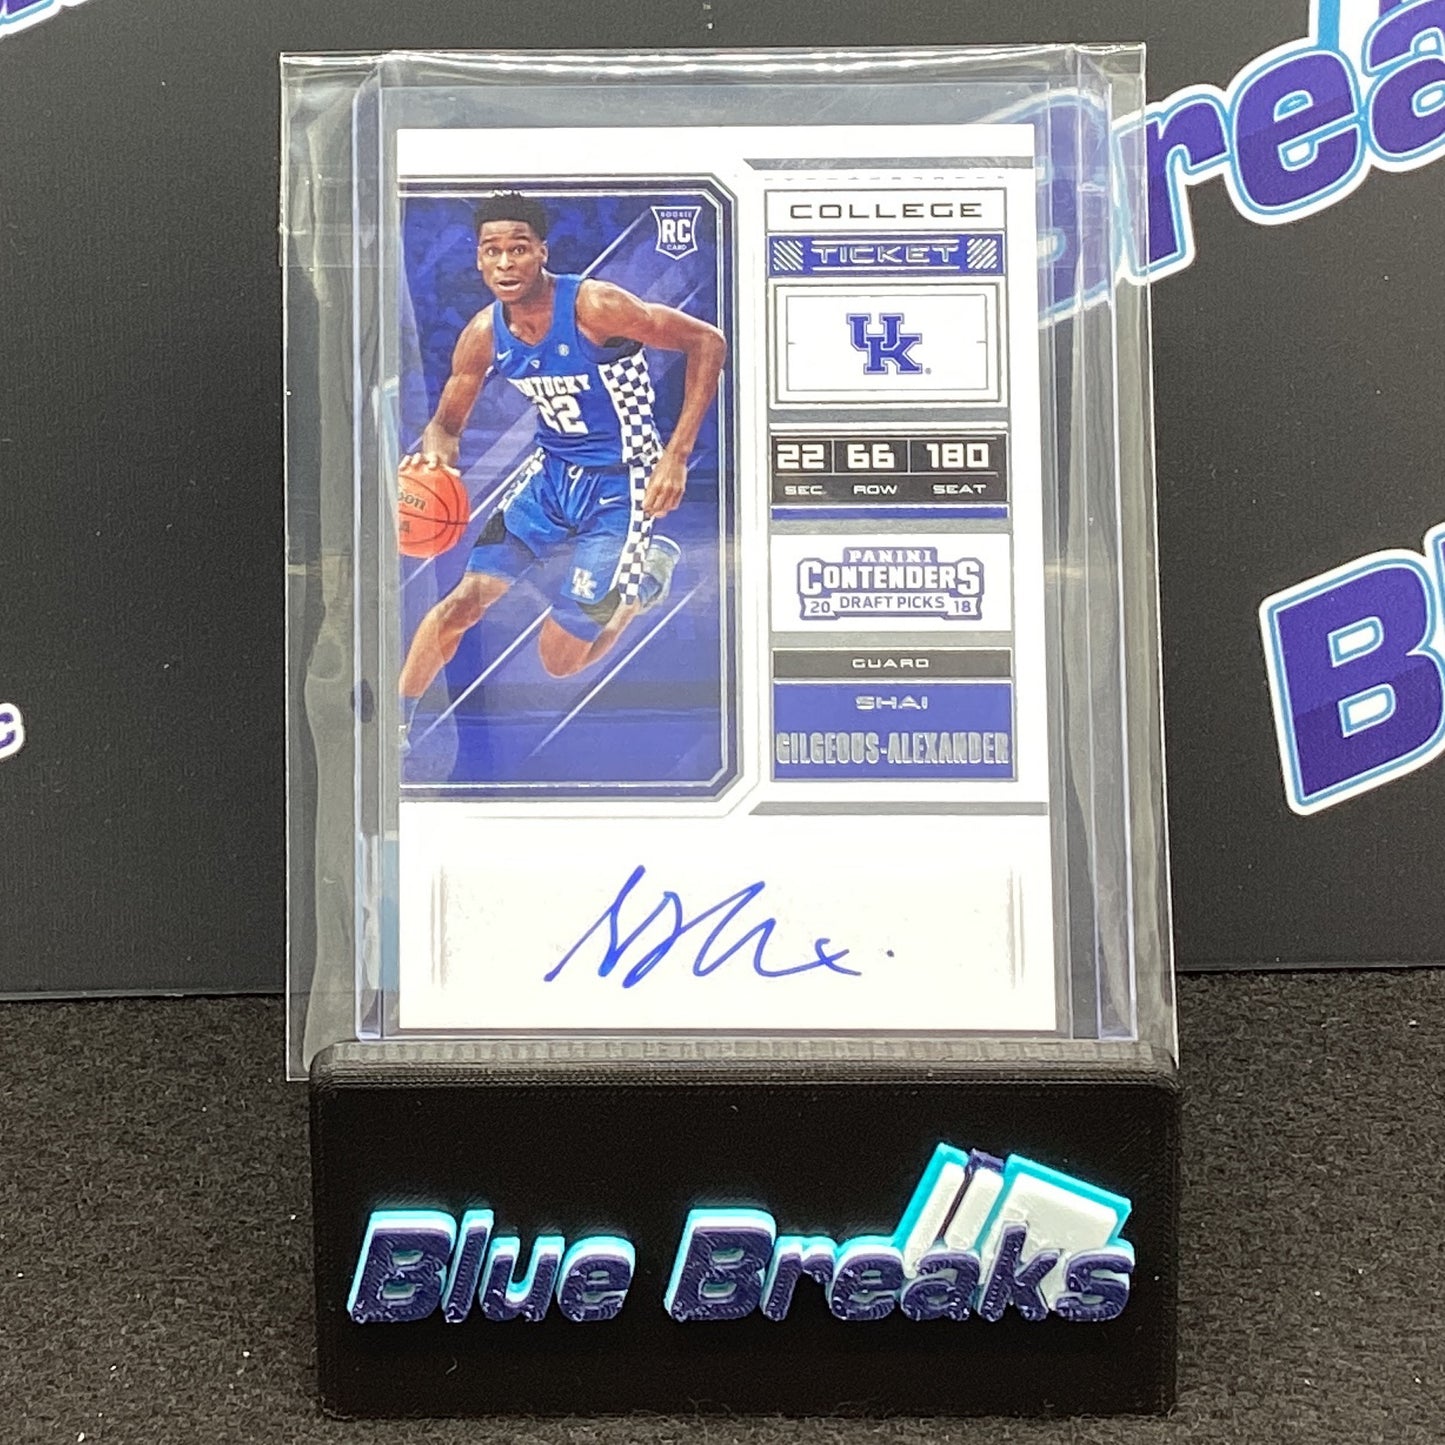 Brea
B
c
ROOKIE
RC
CARD
COLLEGE
TICKET
UK
KENTUCKY
22
UK
22 66 180
SEC. ROW SEAT
PANINI
CONTENDERS
20 DRAFT PICKS 18
GUARD
SHAI
GILGEOUS-ALEXANDER
Blue Breaks